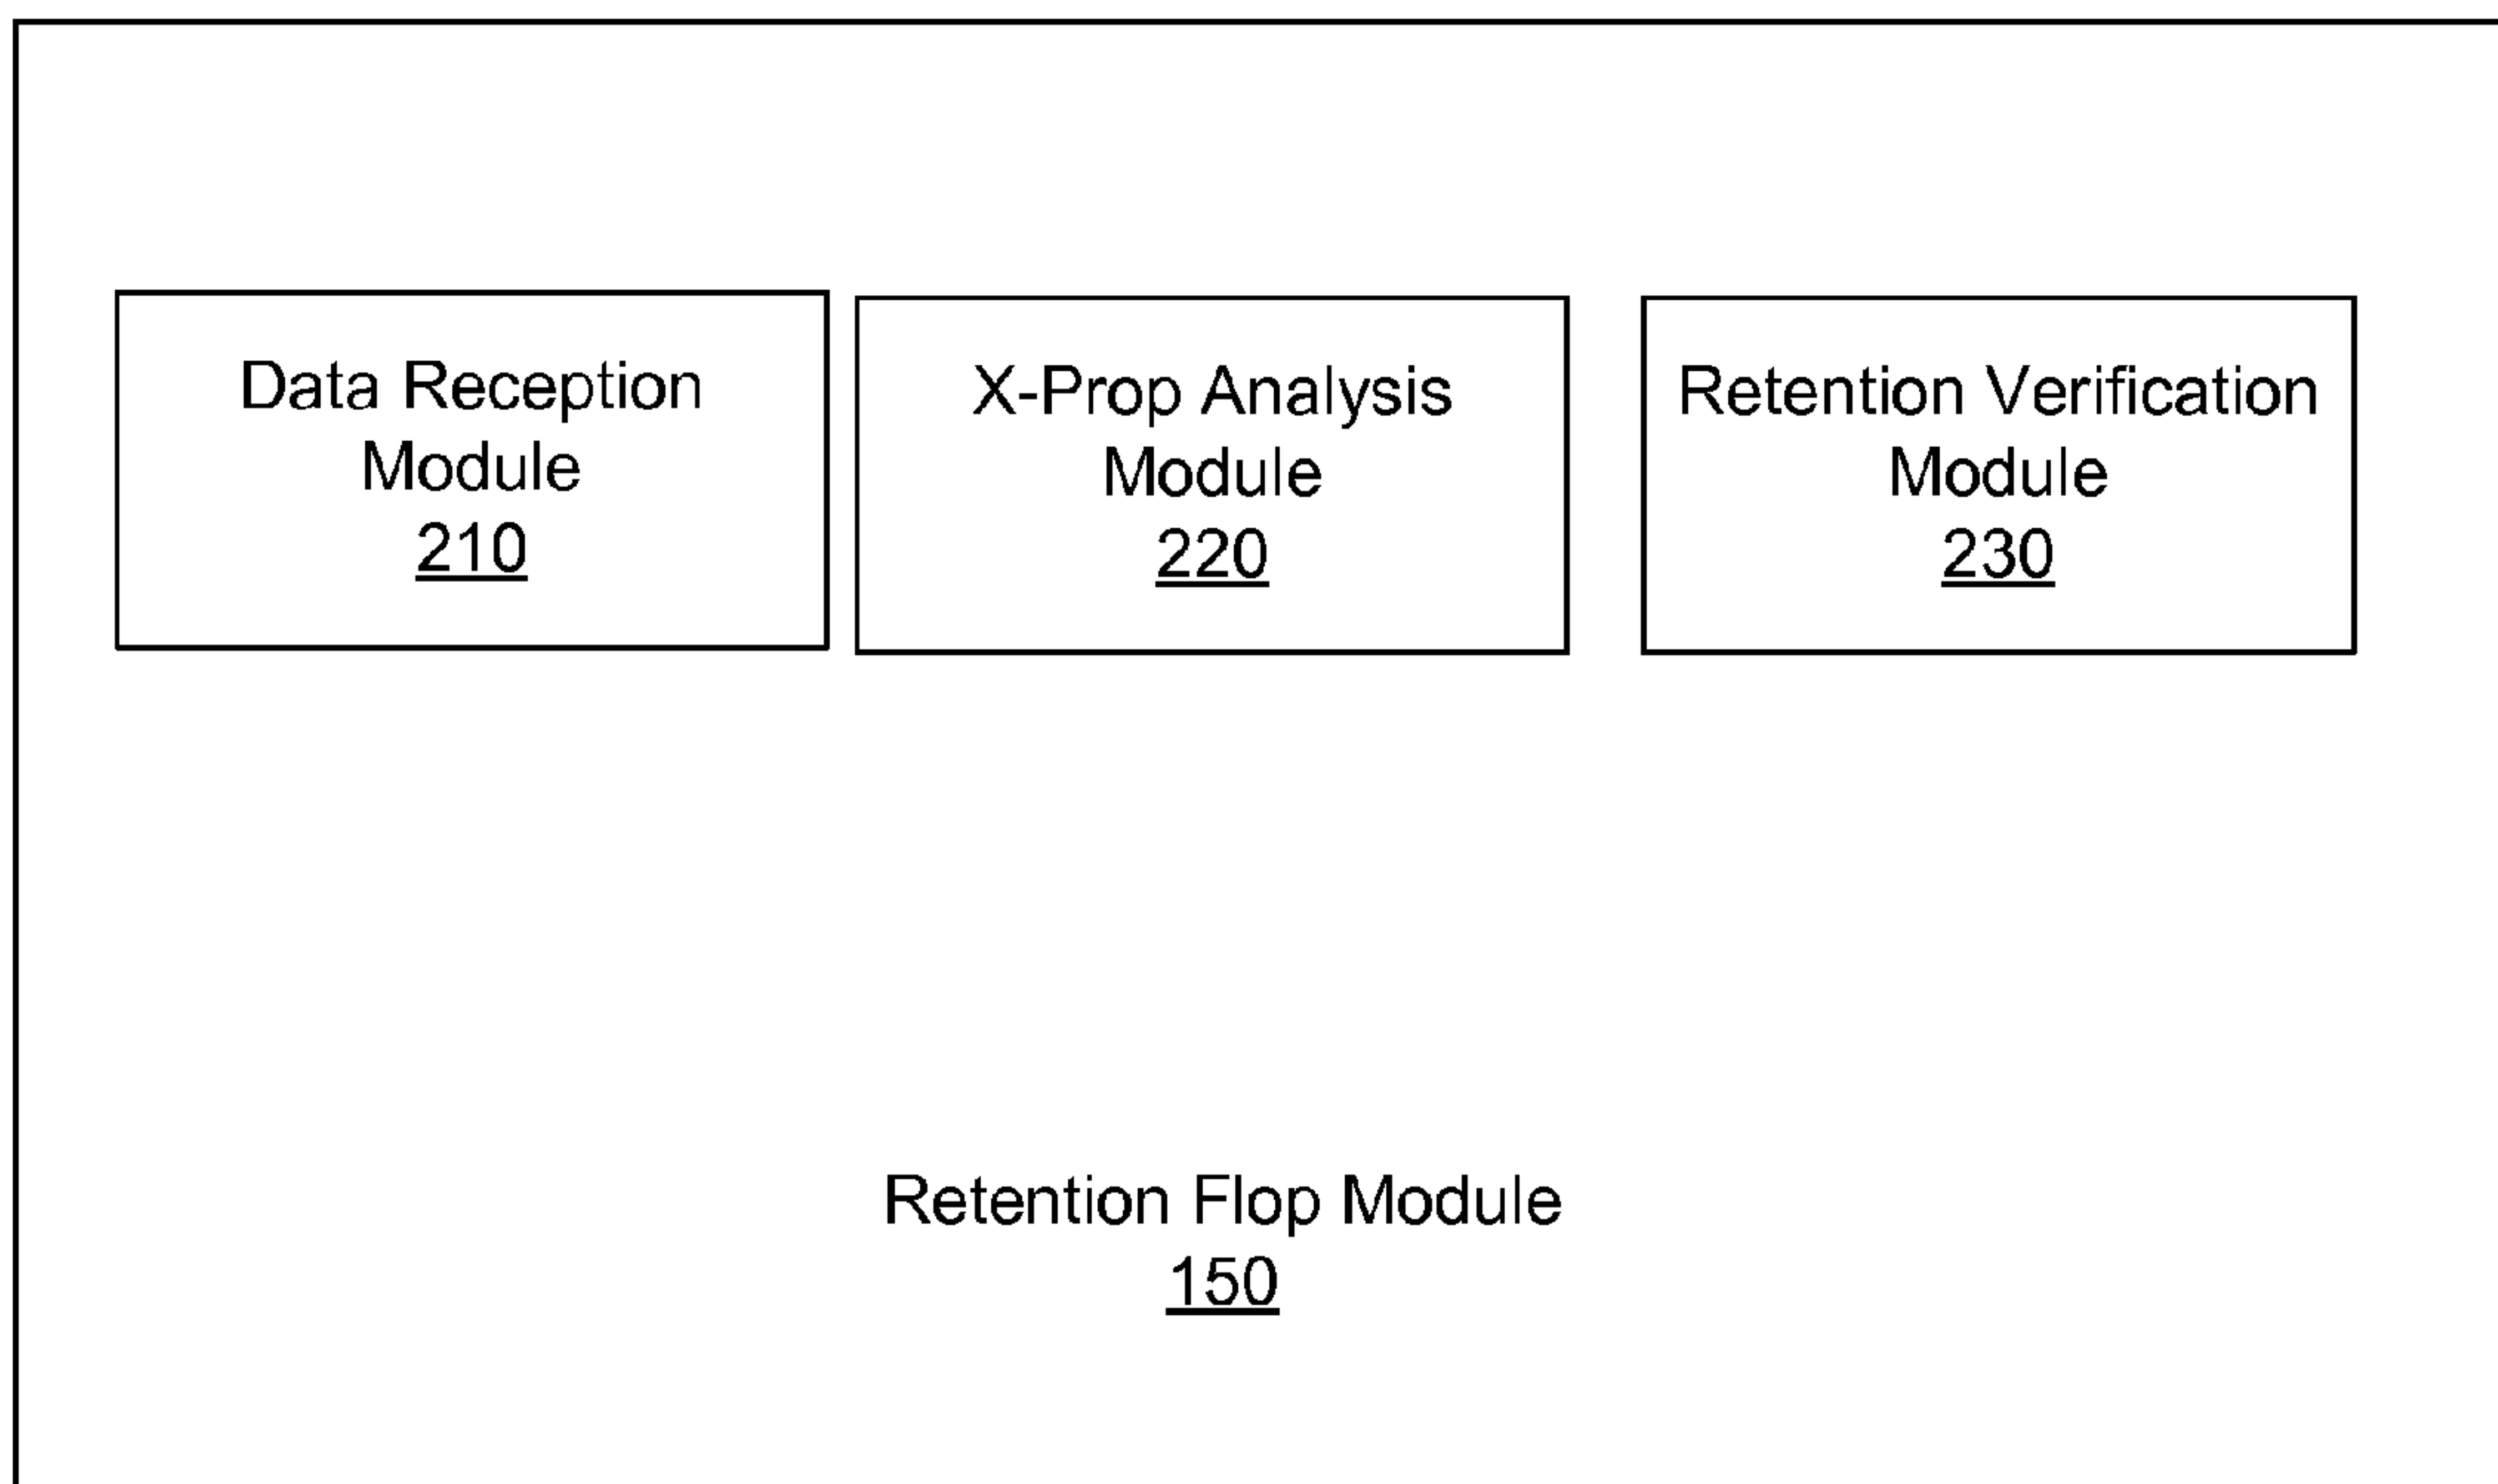 Data Reception
Module
210
X-Prop Analysis
Module
220
Retention Verification
Module
230
Retention Flop Module
150